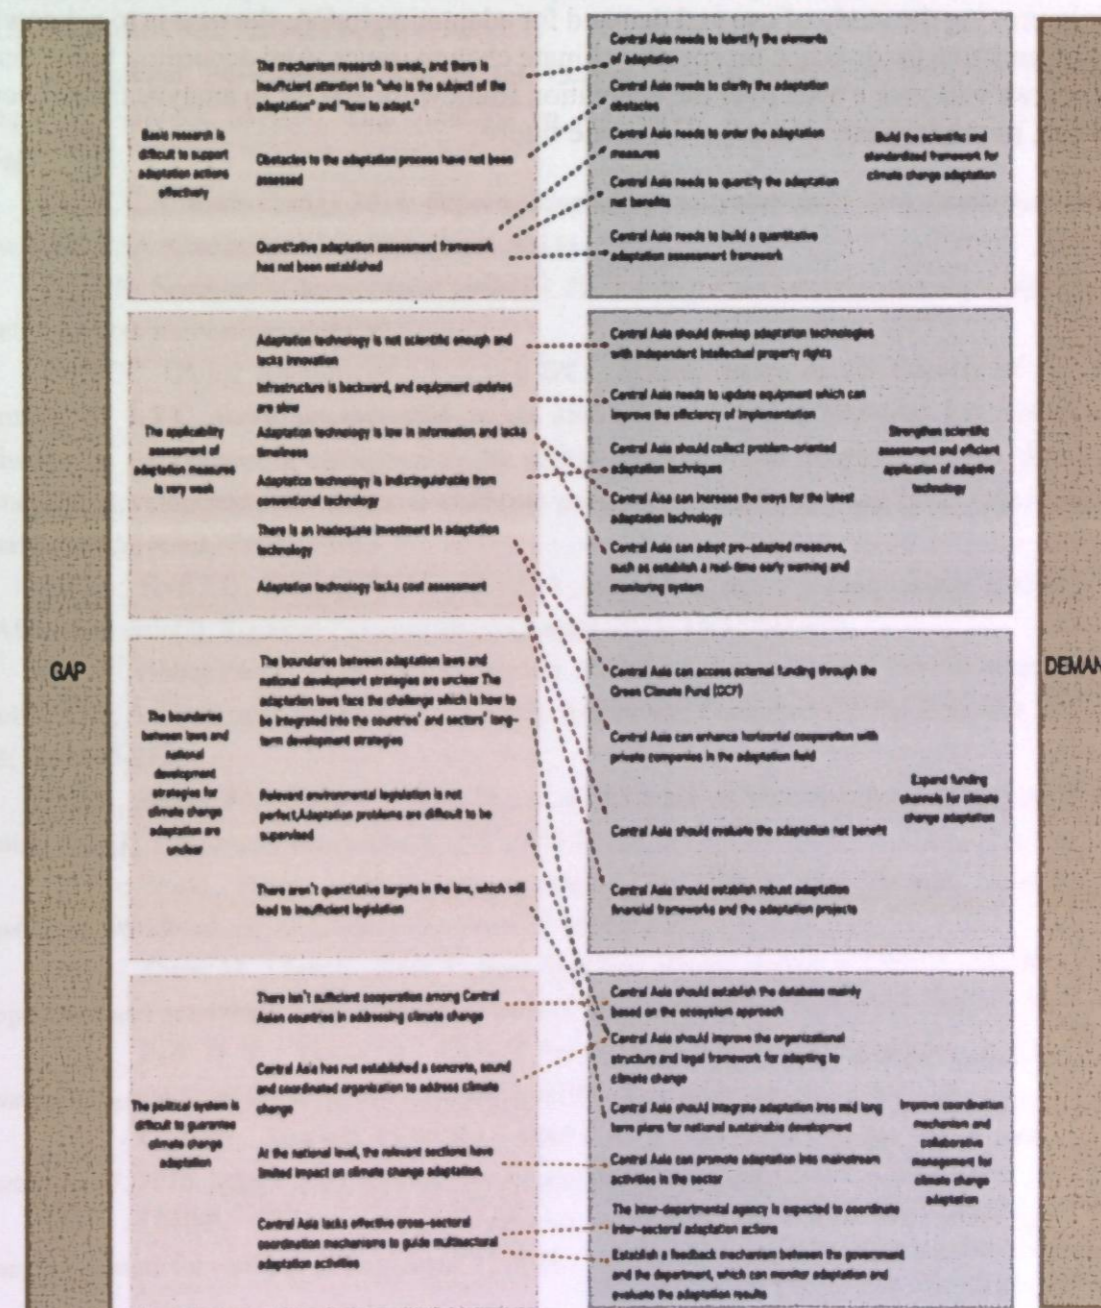 GAP
Basic research is
difficult to support
adaptation actions
effectively
The mechanism research is weak, and there is
insufficient attention to "who is the subject of the
adaptation" and "how to adapt."
Obstacles to the adaptation process have not been
assessed
Quantitative adaptation assessment framework
has not been established
Central Asia needs to identify the elements
of adaptation
Central Asia needs to clarify the adaptation
obstacles
Central Asia needs to order the adaptation
measures
Central Asia needs to quantify the adaptation
net benefits
Central Asia needs to build a quantitative
adaptation assessment framework
Build the scientific and
standardized framework for
climate change adaptation
The applicability
assessment of
adaptation measures
is very weak
Adaptation technology is not scientific enough and
lacks innovation
Infrastructure is backward, and equipment updates
are slow
Adaptation technology is low in information and lacks
timeliness
Adaptation technology is indistinguishable from
conventional technology
There is an inadequate investment in adaptation
technology
Adaptation technology lacks cost assessment
Central Asia should develop adaptation technologies
with independent intellectual property rights
Central Asia needs to update equipment which can
improve the efficiency of implementation
Central Asia should collect problem-oriented
adaptation techniques
Central Asia can increase the ways for the latest
adaptation technology
Central Asia can adopt pre-adapted measures,
such as establish a real-time early warning and
monitoring system
Strengthen scientific
assessment and efficient
application of adaptive
technology
The boundaries
between laws and
national
development
strategies for
climate change
adaptation are
unclear
The boundaries between adaptation laws and
national development strategies are unclear The
adaptation laws face the challenge which is how to
be integrated into the countries' and sectors' long-
term development strategies
Relevant environmental legislation is not
perfect,Adaptation problems are difficult to be
supervised
There aren't quantitative targets in the law, which will
lead to insufficient legislation
Central Asia can access external funding through the
Green Climate Fund (GCF)
Central Asia can enhance horizontal cooperation with
private companies in the adaptation field
Central Asia should evaluate the adaptation net benefit
Central Asia should establish robust adaptation
financial frameworks and the adaptation projects
Expand funding
channels for climate
change adaptation
The political system is
difficult to guarantee
climate change
adaptation
There isn't sufficient cooperation among Central
Asian countries in addressing climate change
Central Asia has not established a concrete, sound
and coordinated organisation to address climate
change
At the national level, the relevant sections have
limited impact on climate change adaptation.
Central Asia lacks effective cross-sectoral
coordination mechanisms to guide multisectoral
adaptation activities
Central Asia should establish the database mainly
based on the ecosystem approach
Central Asia should improve the organizational
structure and legal framework for adapting to
climate change
Central Asia should integrate adaptation into mid long
term plans for national sustainable development
Central Asia can promote adaptation into mainstream
activities in the sector
The inter-departmental agency is expected to coordinate
inter-sectoral adaptation actions
Establish a feedback mechanism between the government
and the department, which can monitor adaptation and
evaluate the adaptation results
Improve coordination
mechanism and
collaborative
management for
climate change
adaptation
DEMAN